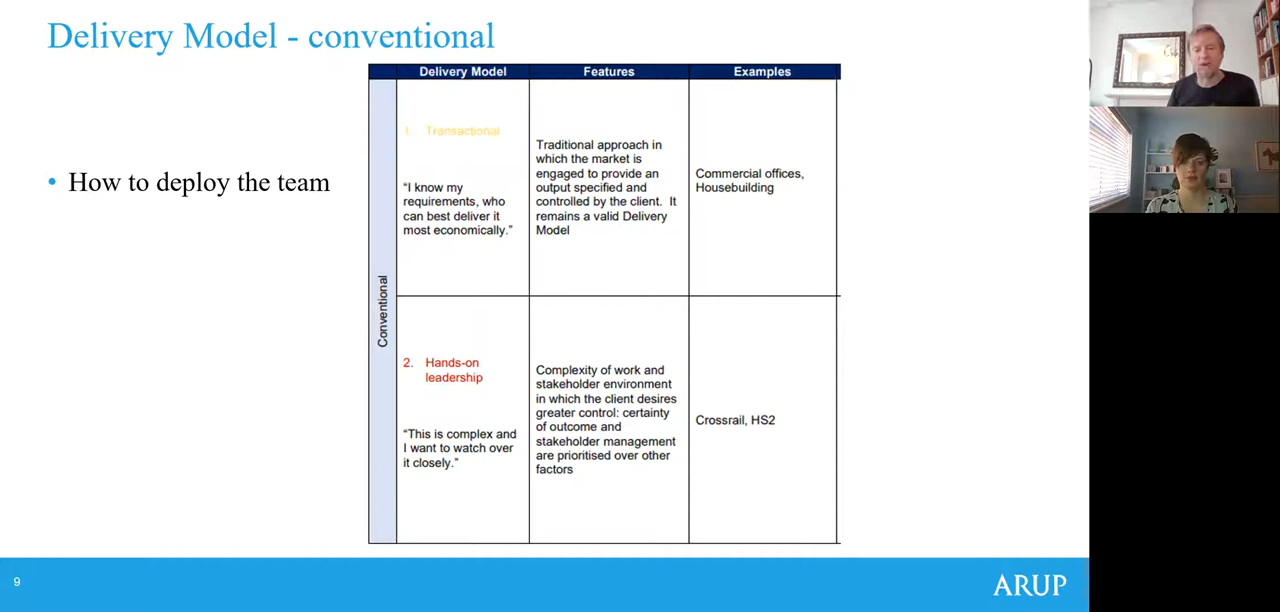 Delivery Model - conventional
• How to deploy the team
Delivery Model
Features
Examples
Conventional
1. Transactional
"I know my
requirements, who
can best deliver it
most economically."
Traditional approach in
which the market is
engaged to provide an
output specified and
controlled by the client. It
remains a valid Delivery
Model
Commercial offices,
Housebuilding
2. Hands-on
leadership
"This is complex and
I want to watch over
it closely."
Complexity of work and
stakeholder environment
in which the client desires
greater control: certainty
of outcome and
stakeholder management
are prioritised over other
factors
Crossrail, HS2
9
ARUP